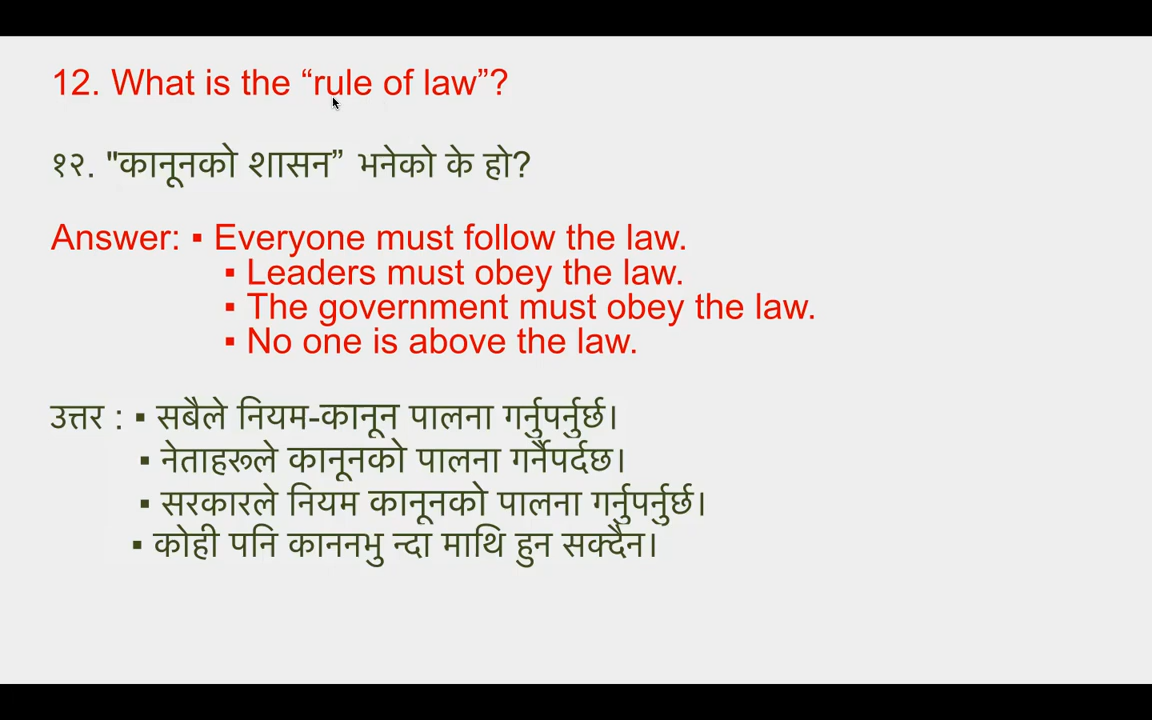 12. What is the “rule of law”?
१२. "कानूनको शासन” भनेको के हो?
Answer: ▪ Everyone must follow the law.
▪ Leaders must obey the law.
▪ The government must obey the law.
▪ No one is above the law.
उत्तर : ▪ सबैले नियम-कानून पालना गर्नुपर्नुर्छ।
▪ नेताहरूले कानूनको पालना गर्नैपर्दछ।
▪ सरकारले नियम कानूनको पालना गर्नुपर्नुर्छ।
▪ कोही पनि काननभु न्दा माथि हुन सक्दैन।